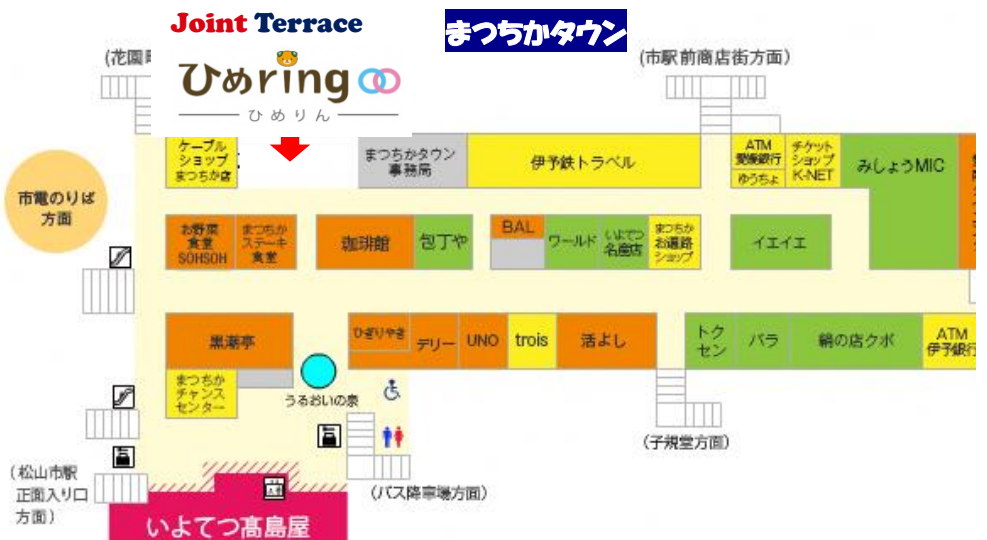 Joint Terrace
まつちかタウン
(花園町
(市駅前商店街方面)
ひめring
ひめりん
ケーブル
ショップ
まつちか店
まつちかタウン
事務局
伊予鉄トラベル
ATM
愛媛銀行
ゆうちょ
チケット
ショップ
K-NET
みしょうMIC
市電のりば
方面
お野菜
食堂
SOHSOH
まつちか
ステーキ
食堂
珈琲館
包丁や
BAL
ワールド
いよてつ
名産店
まつちか
お遍路
ショップ
イエイエ
黒潮亭
ひぎりやき
デリー
UNO
trois
活よし
トク
セン
バラ
鞄の店クボ
ATM
伊予銀行
まつちか
チャンス
センター
うるおいの泉
(子規堂方面)
(松山市駅
正面入り口
方面)
(バス降車場方面)
いよてつ髙島屋